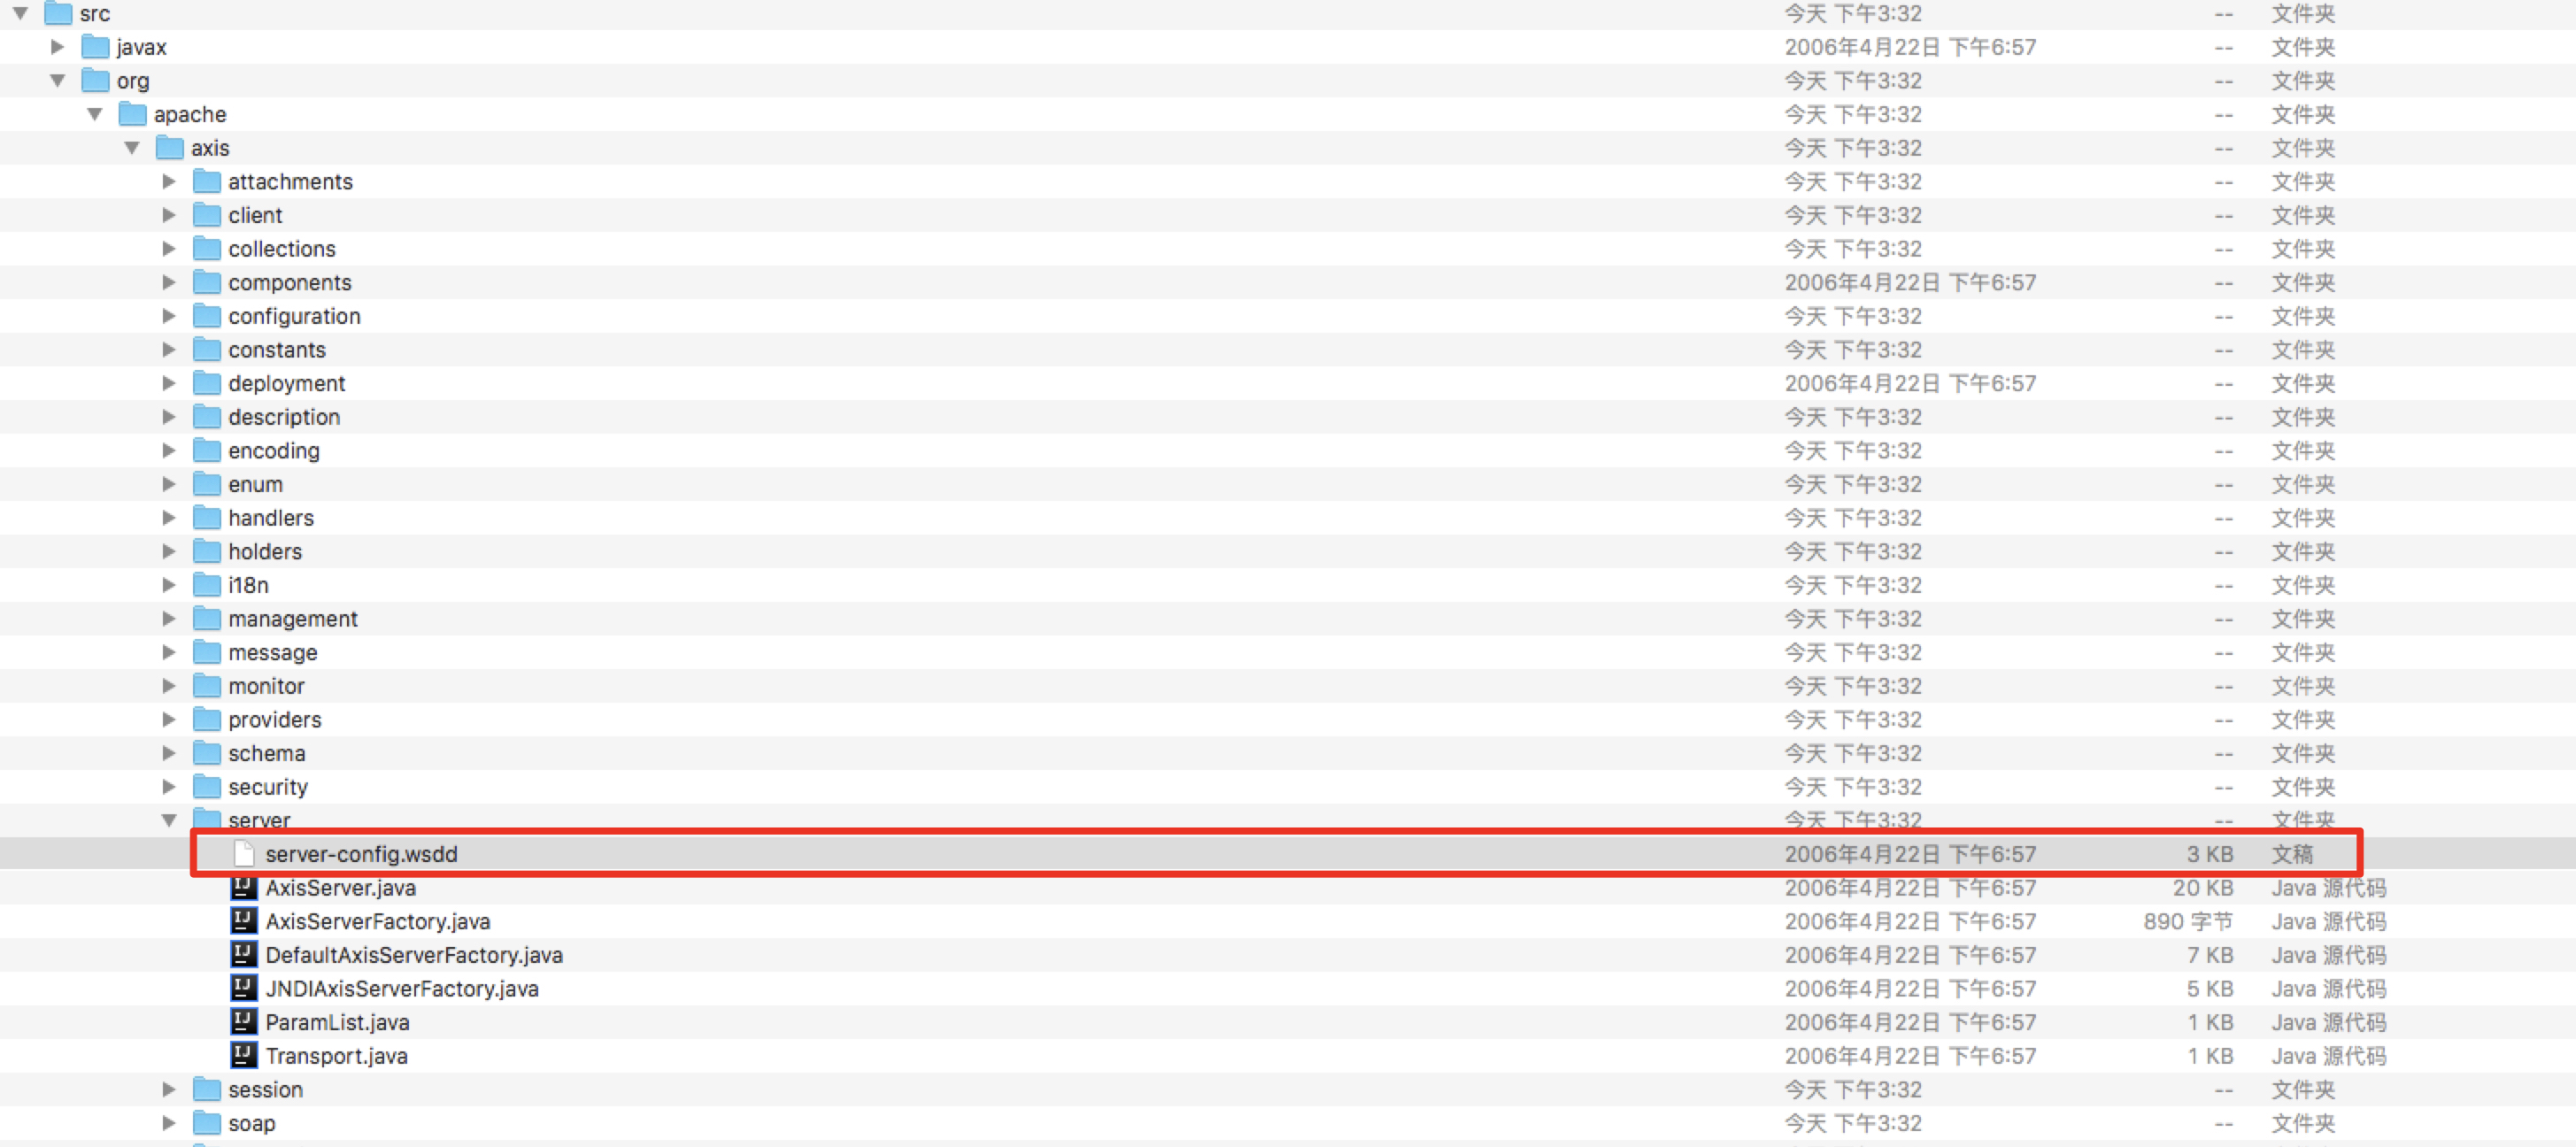 src 今天 下午3:32 -- 文件夹
javax 2006年4月22日 下午6:57 -- 文件夹
org 今天 下午3:32 -- 文件夹
apache 今天 下午3:32 -- 文件夹
axis 今天 下午3:32 -- 文件夹
attachments 今天 下午3:32 -- 文件夹
client 今天 下午3:32 -- 文件夹
collections 今天 下午3:32 -- 文件夹
components 2006年4月22日 下午6:57 -- 文件夹
configuration 今天 下午3:32 -- 文件夹
constants 今天 下午3:32 -- 文件夹
deployment 2006年4月22日 下午6:57 -- 文件夹
description 今天 下午3:32 -- 文件夹
encoding 今天 下午3:32 -- 文件夹
enum 今天 下午3:32 -- 文件夹
handlers 今天 下午3:32 -- 文件夹
holders 今天 下午3:32 -- 文件夹
i18n 今天 下午3:32 -- 文件夹
management 今天 下午3:32 -- 文件夹
message 今天 下午3:32 -- 文件夹
monitor 今天 下午3:32 -- 文件夹
providers 今天 下午3:32 -- 文件夹
schema 今天 下午3:32 -- 文件夹
security 今天 下午3:32 -- 文件夹
server 今天 下午3:32 -- 文件夹
server-config.wsdd 2006年4月22日 下午6:57 3 KB 文稿
IJ AxisServer.java 2006年4月22日 下午6:57 20 KB Java 源代码
IJ AxisServerFactory.java 2006年4月22日 下午6:57 890 字节 Java 源代码
IJ DefaultAxisServerFactory.java 2006年4月22日 下午6:57 7 KB Java 源代码
IJ JNDIAxisServerFactory.java 2006年4月22日 下午6:57 5 KB Java 源代码
IJ ParamList.java 2006年4月22日 下午6:57 1 KB Java 源代码
IJ Transport.java 2006年4月22日 下午6:57 1 KB Java 源代码
session 今天 下午3:32 -- 文件夹
soap 今天 下午3:32 -- 文件夹